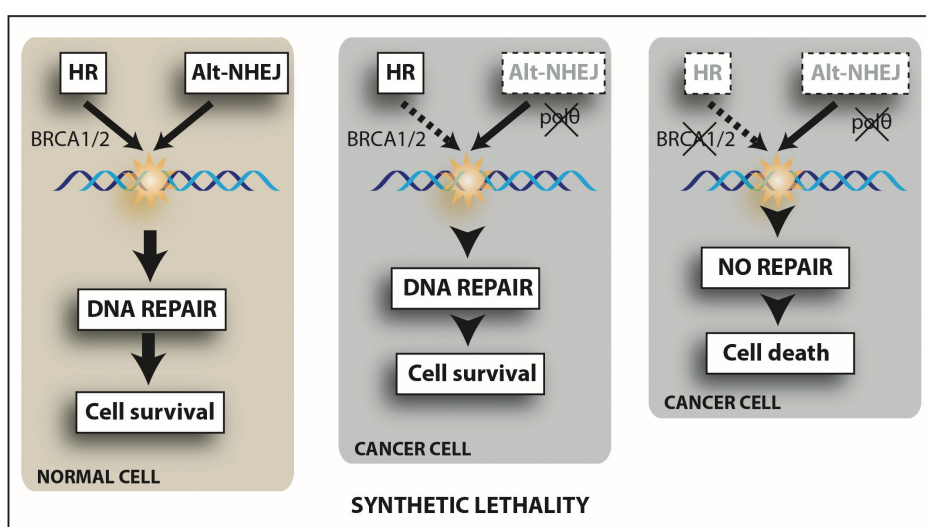 HR
Alt-NHEJ
BRCA1/2
DNA REPAIR
Cell survival
NORMAL CELL
HR
Alt-NHEJ
BRCA1/2
polθ
DNA REPAIR
Cell survival
CANCER CELL
HR
Alt-NHEJ
BRCA1/2
polθ
NO REPAIR
Cell death
CANCER CELL
SYNTHETIC LETHALITY